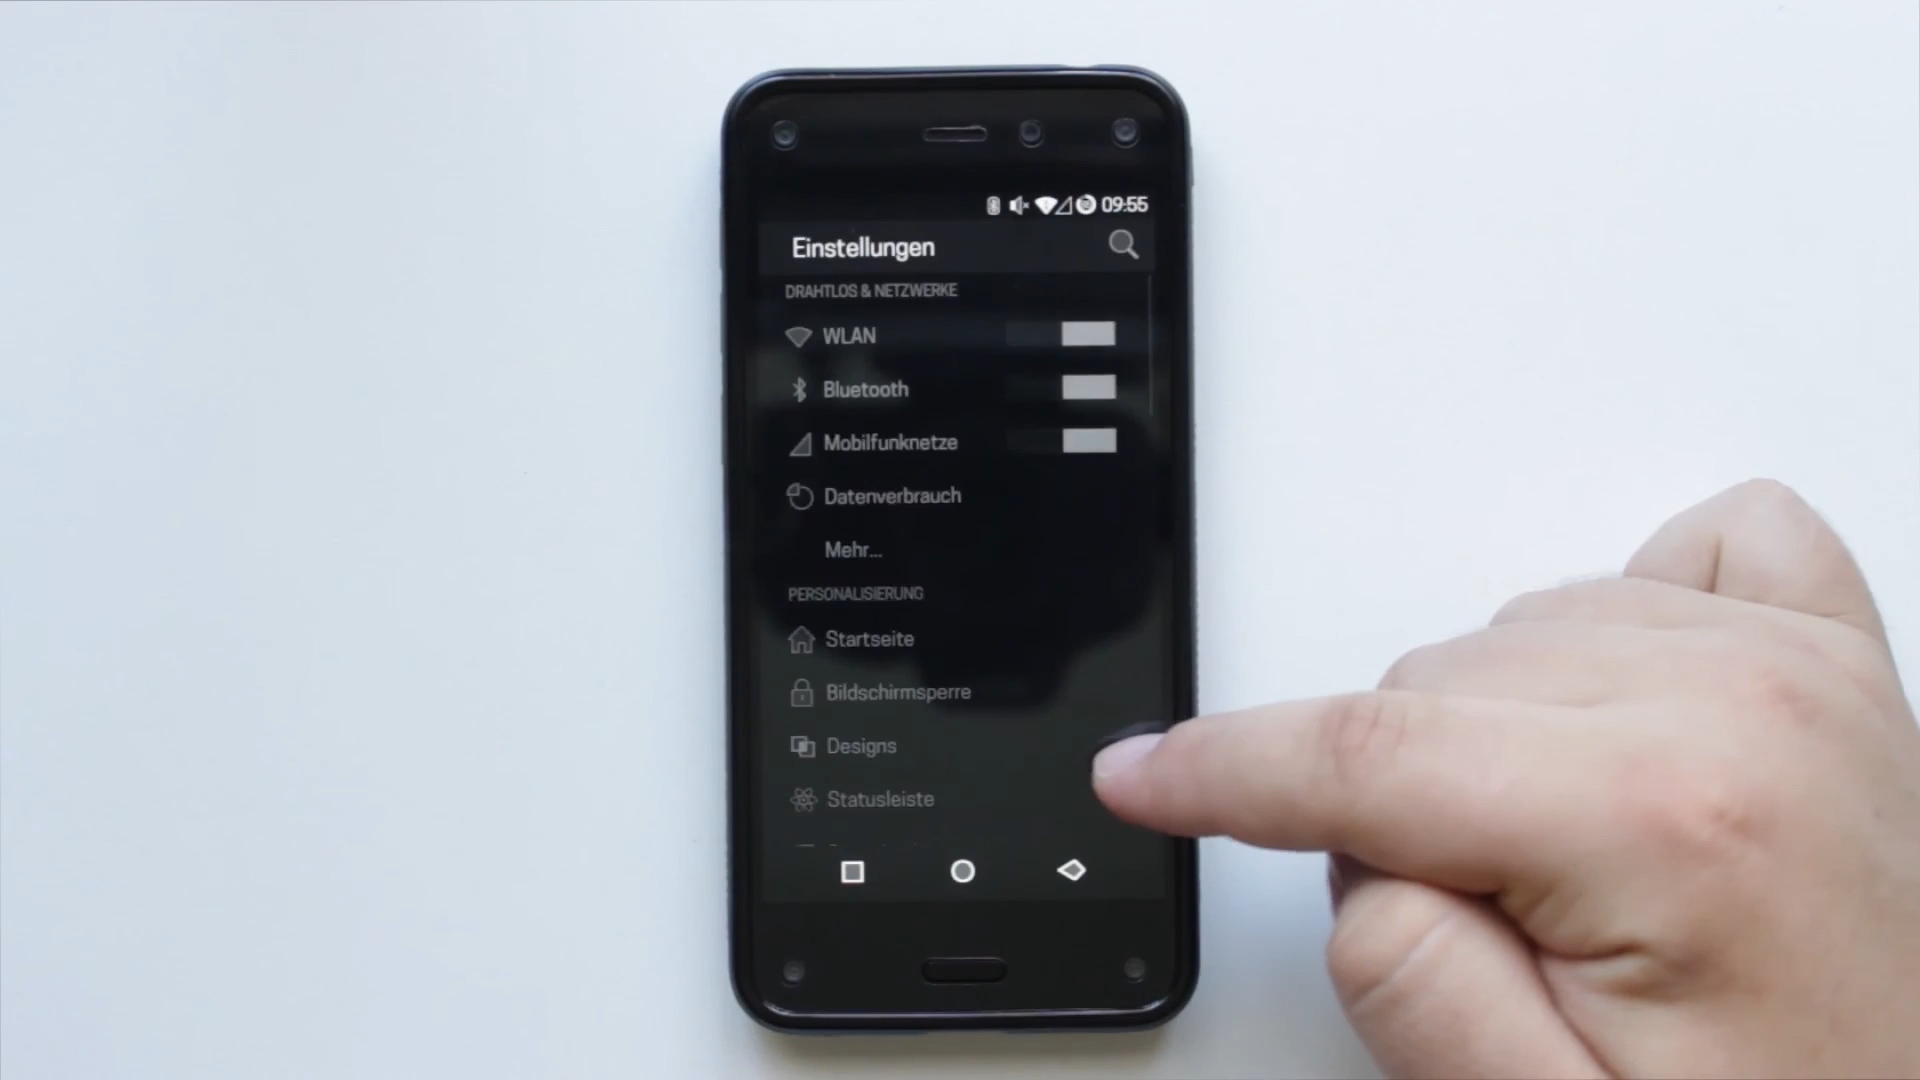 09:55
Einstellungen
DRAHTLOS & NETZWERKE
WLAN
Bluetooth
Mobilfunknetze
Datenverbrauch
Mehr...
PERSONALISIERUNG
Startseite
Bildschirmsperre
Designs
Statusleiste